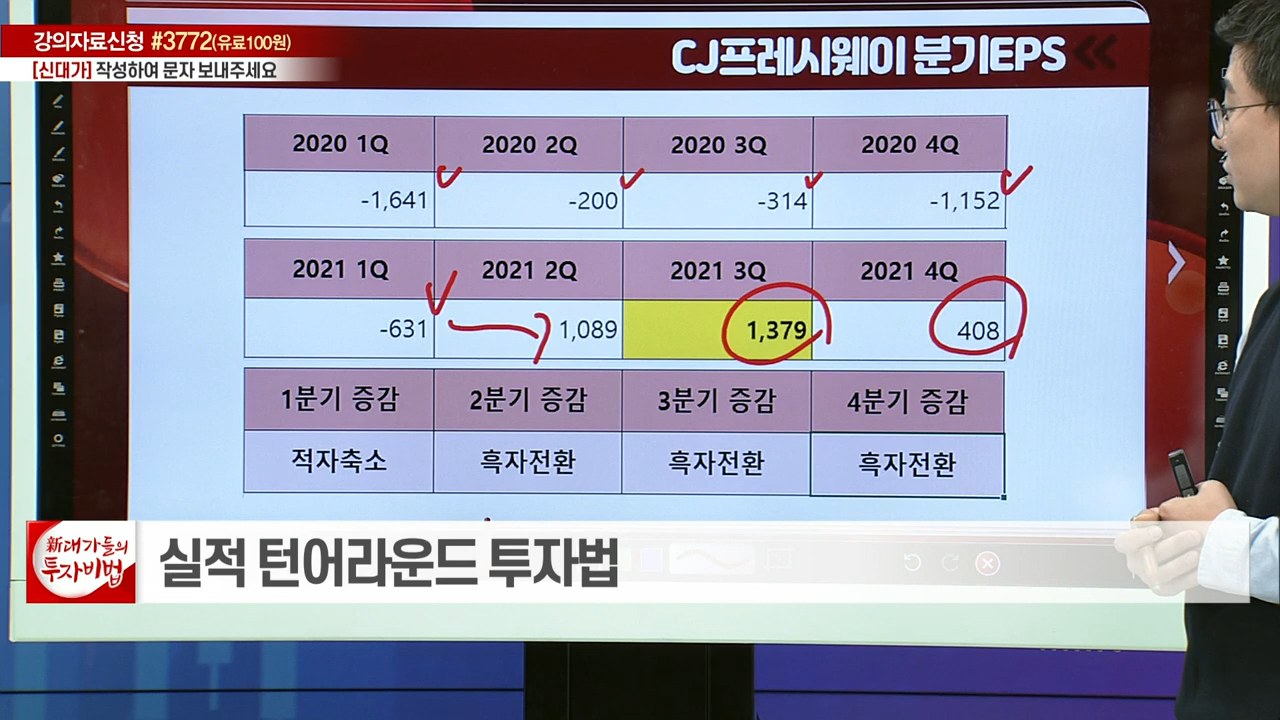 강의자료신청 #3772(유료100원)
[신대가] 작성하여 문자 보내주세요
CJ프레시웨이 분기EPS
2020 1Q 2020 2Q 2020 3Q 2020 4Q
-1,641 -200 -314 -1,152
2021 1Q 2021 2Q 2021 3Q 2021 4Q
-631 1,089 1,379 408
1분기 증감 2분기 증감 3분기 증감 4분기 증감
적자축소 흑자전환 흑자전환 흑자전환
新대가들의
투자비법
실적 턴어라운드 투자법